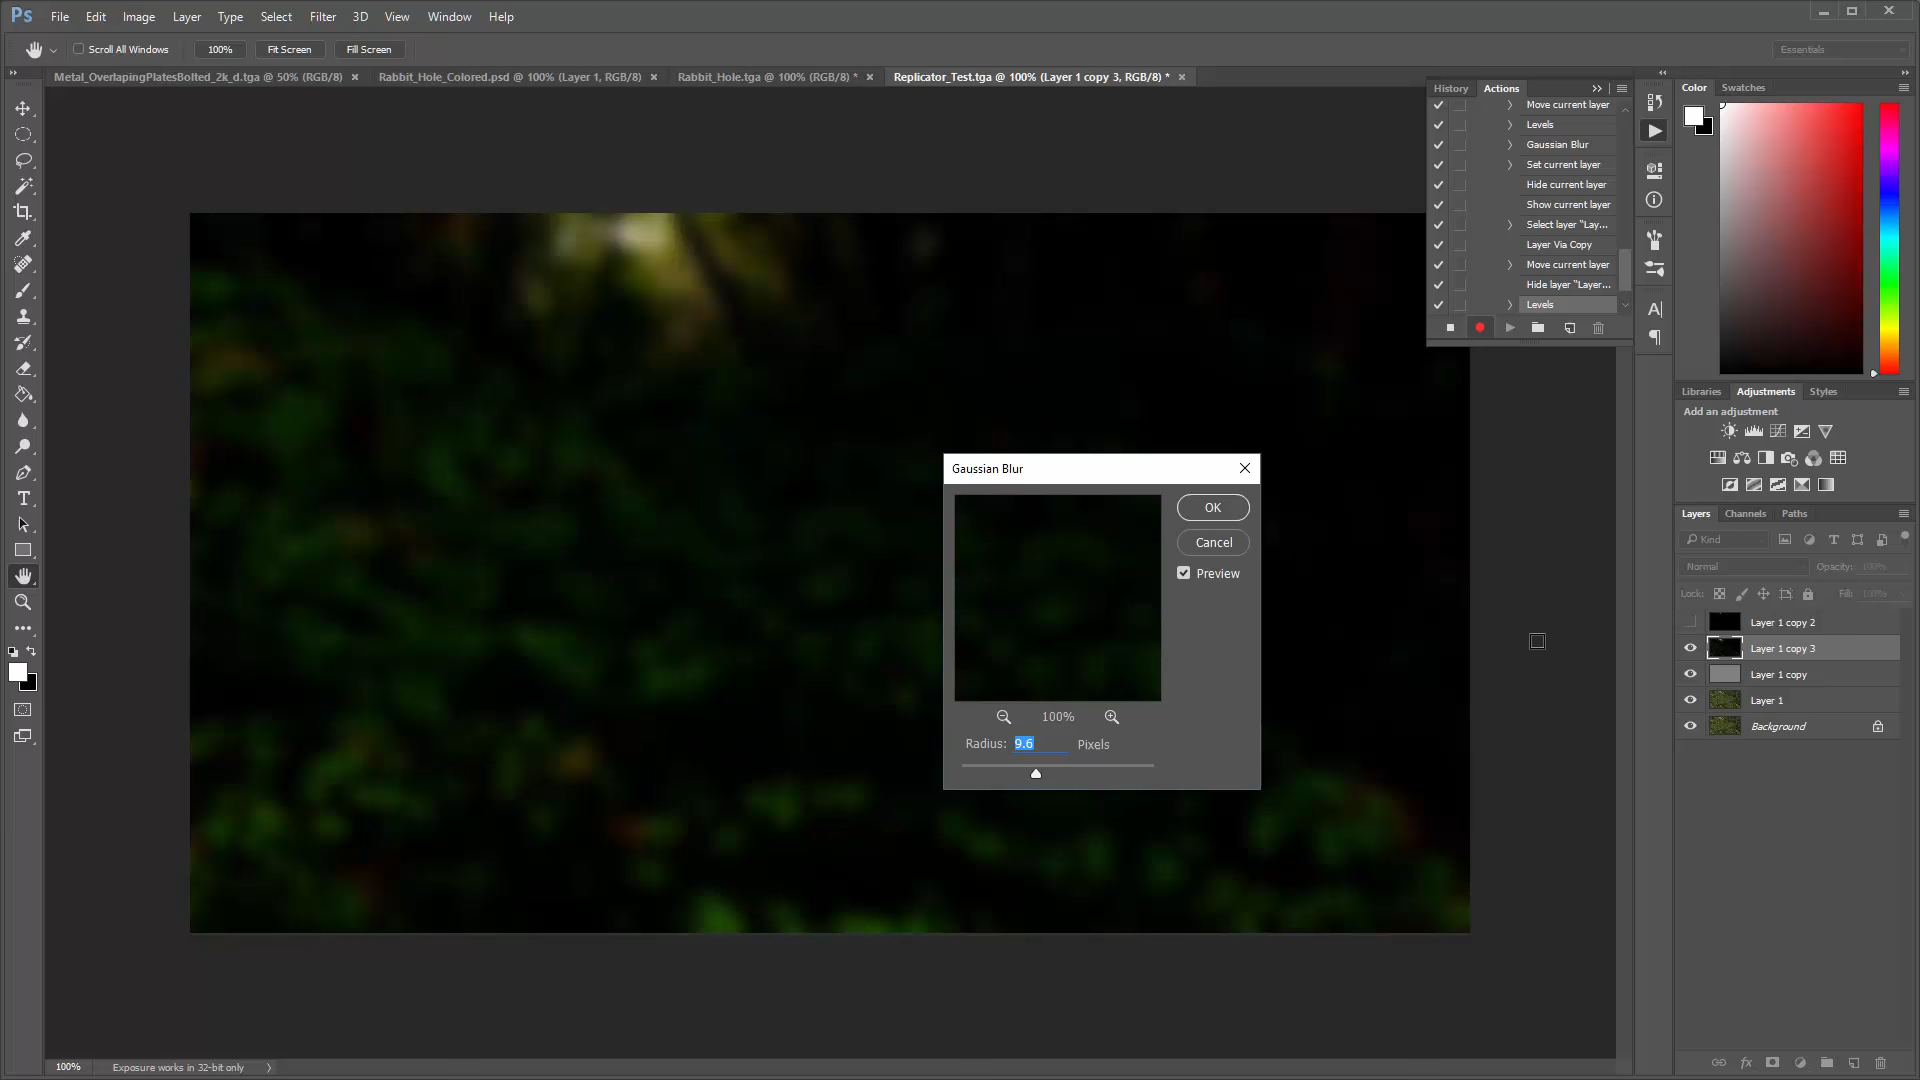 Ps File Edit Image Layer Type Select Filter 3D View Window Help
Scroll All Windows 100% Fit Screen Fill Screen Essentials
Metal_OverlapingPlatesBolted_2k_d.tga @ 50% (RGB/8) Rabbit_Hole_Colored.psd @ 100% (Layer 1, RGB/8) Rabbit_Hole.tga @ 100% (RGB/8) * Replicator_Test.tga @ 100% (Layer 1 copy 3, RGB/8) *
History Actions
Move current layer
Levels
Gaussian Blur
Set current layer
Hide current layer
Show current layer
Select layer "Lay...
Layer Via Copy
Move current layer
Hide layer "Layer...
Levels
Color Swatches
Libraries Adjustments Styles
Add an adjustment
Layers Channels Paths
Kind
Normal Opacity: 100%
Lock: Fill: 100%
Layer 1 copy 2
Layer 1 copy 3
Layer 1 copy
Layer 1
Background
Gaussian Blur
OK
Cancel
Preview
100%
Radius: 9.6 Pixels
100% Exposure works in 32-bit only